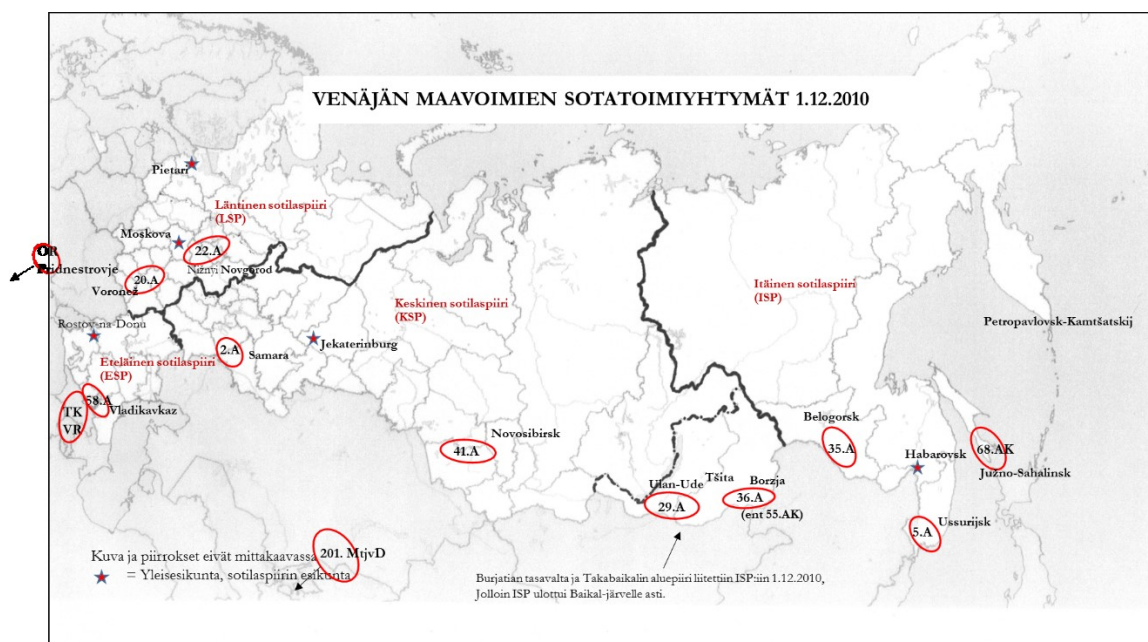 VENÄJÄN MAAVOIMIEN SOTATOIMIYHTYMÄT 1.12.2010
Pietari
Läntinen sotilaspiiri
(LSP)
Moskova
22.A
Nižnyi Novgorod
20.A
Voronež
Pridnestrovje
Rostov-na-Donu
Eteläinen sotilaspiiri
(ESP)
58.A
Vladikavkaz
TK
VR
2.A
Samara
Jekaterinburg
Keskinen sotilaspiiri
(KSP)
Novosibirsk
41.A
Itäinen sotilaspiiri
(ISP)
Petropavlovsk-Kamtšatskij
Belogorsk
35.A
Habarovsk
68.AK
Južno-Sahalinsk
Ulan-Ude
29.A
Tšita
Borzja
36.A
(ent 55.AK)
Ussurijsk
5.A
201. MtjvD
Kuva ja piirrokset eivät mittakaavassa
= Yleisesikunta, sotilaspiirin esikunta
Burjatian tasavalta ja Takabaikalin aluepiiri liitettiin ISP:iin 1.12.2010,
Jolloin ISP ulottui Baikal-järvelle asti.